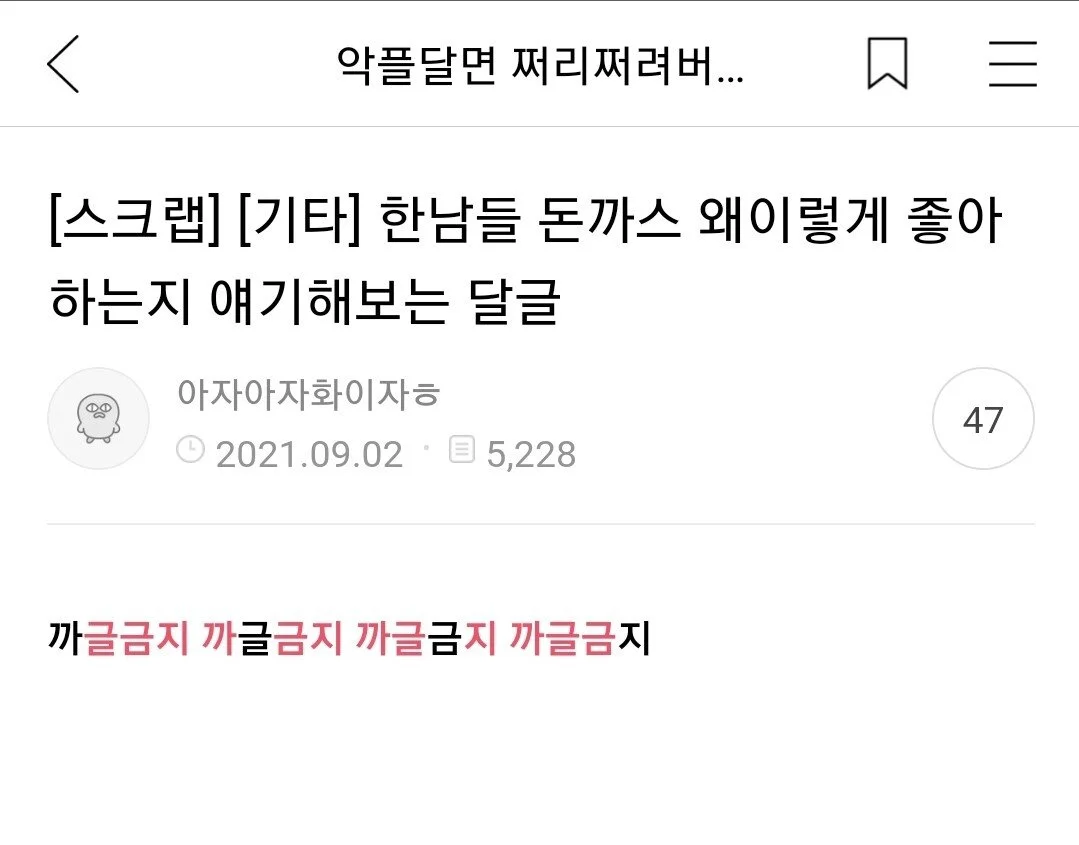 악플달면 쩌리쩌려버...
[스크랩] [기타] 한남들 돈까스 왜이렇게 좋아
하는지 얘기해보는 달글
아자아자화이자ㅎ
2021.09.02 · 5,228
47
까글금지 까글금지 까글금지 까글금지